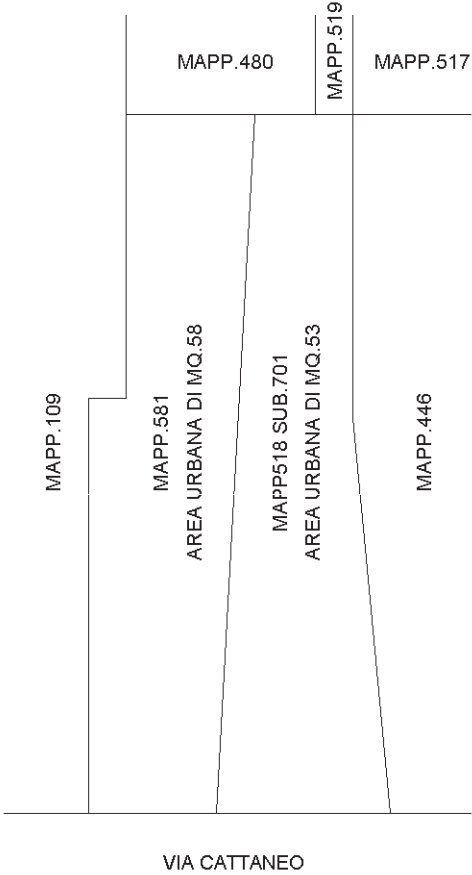 MAPP.480
MAPP.519
MAPP.517
MAPP.109
MAPP.581
AREA URBANA DI MQ.58
MAPP518 SUB.701
AREA URBANA DI MQ.53
MAPP.446
VIA CATTANEO